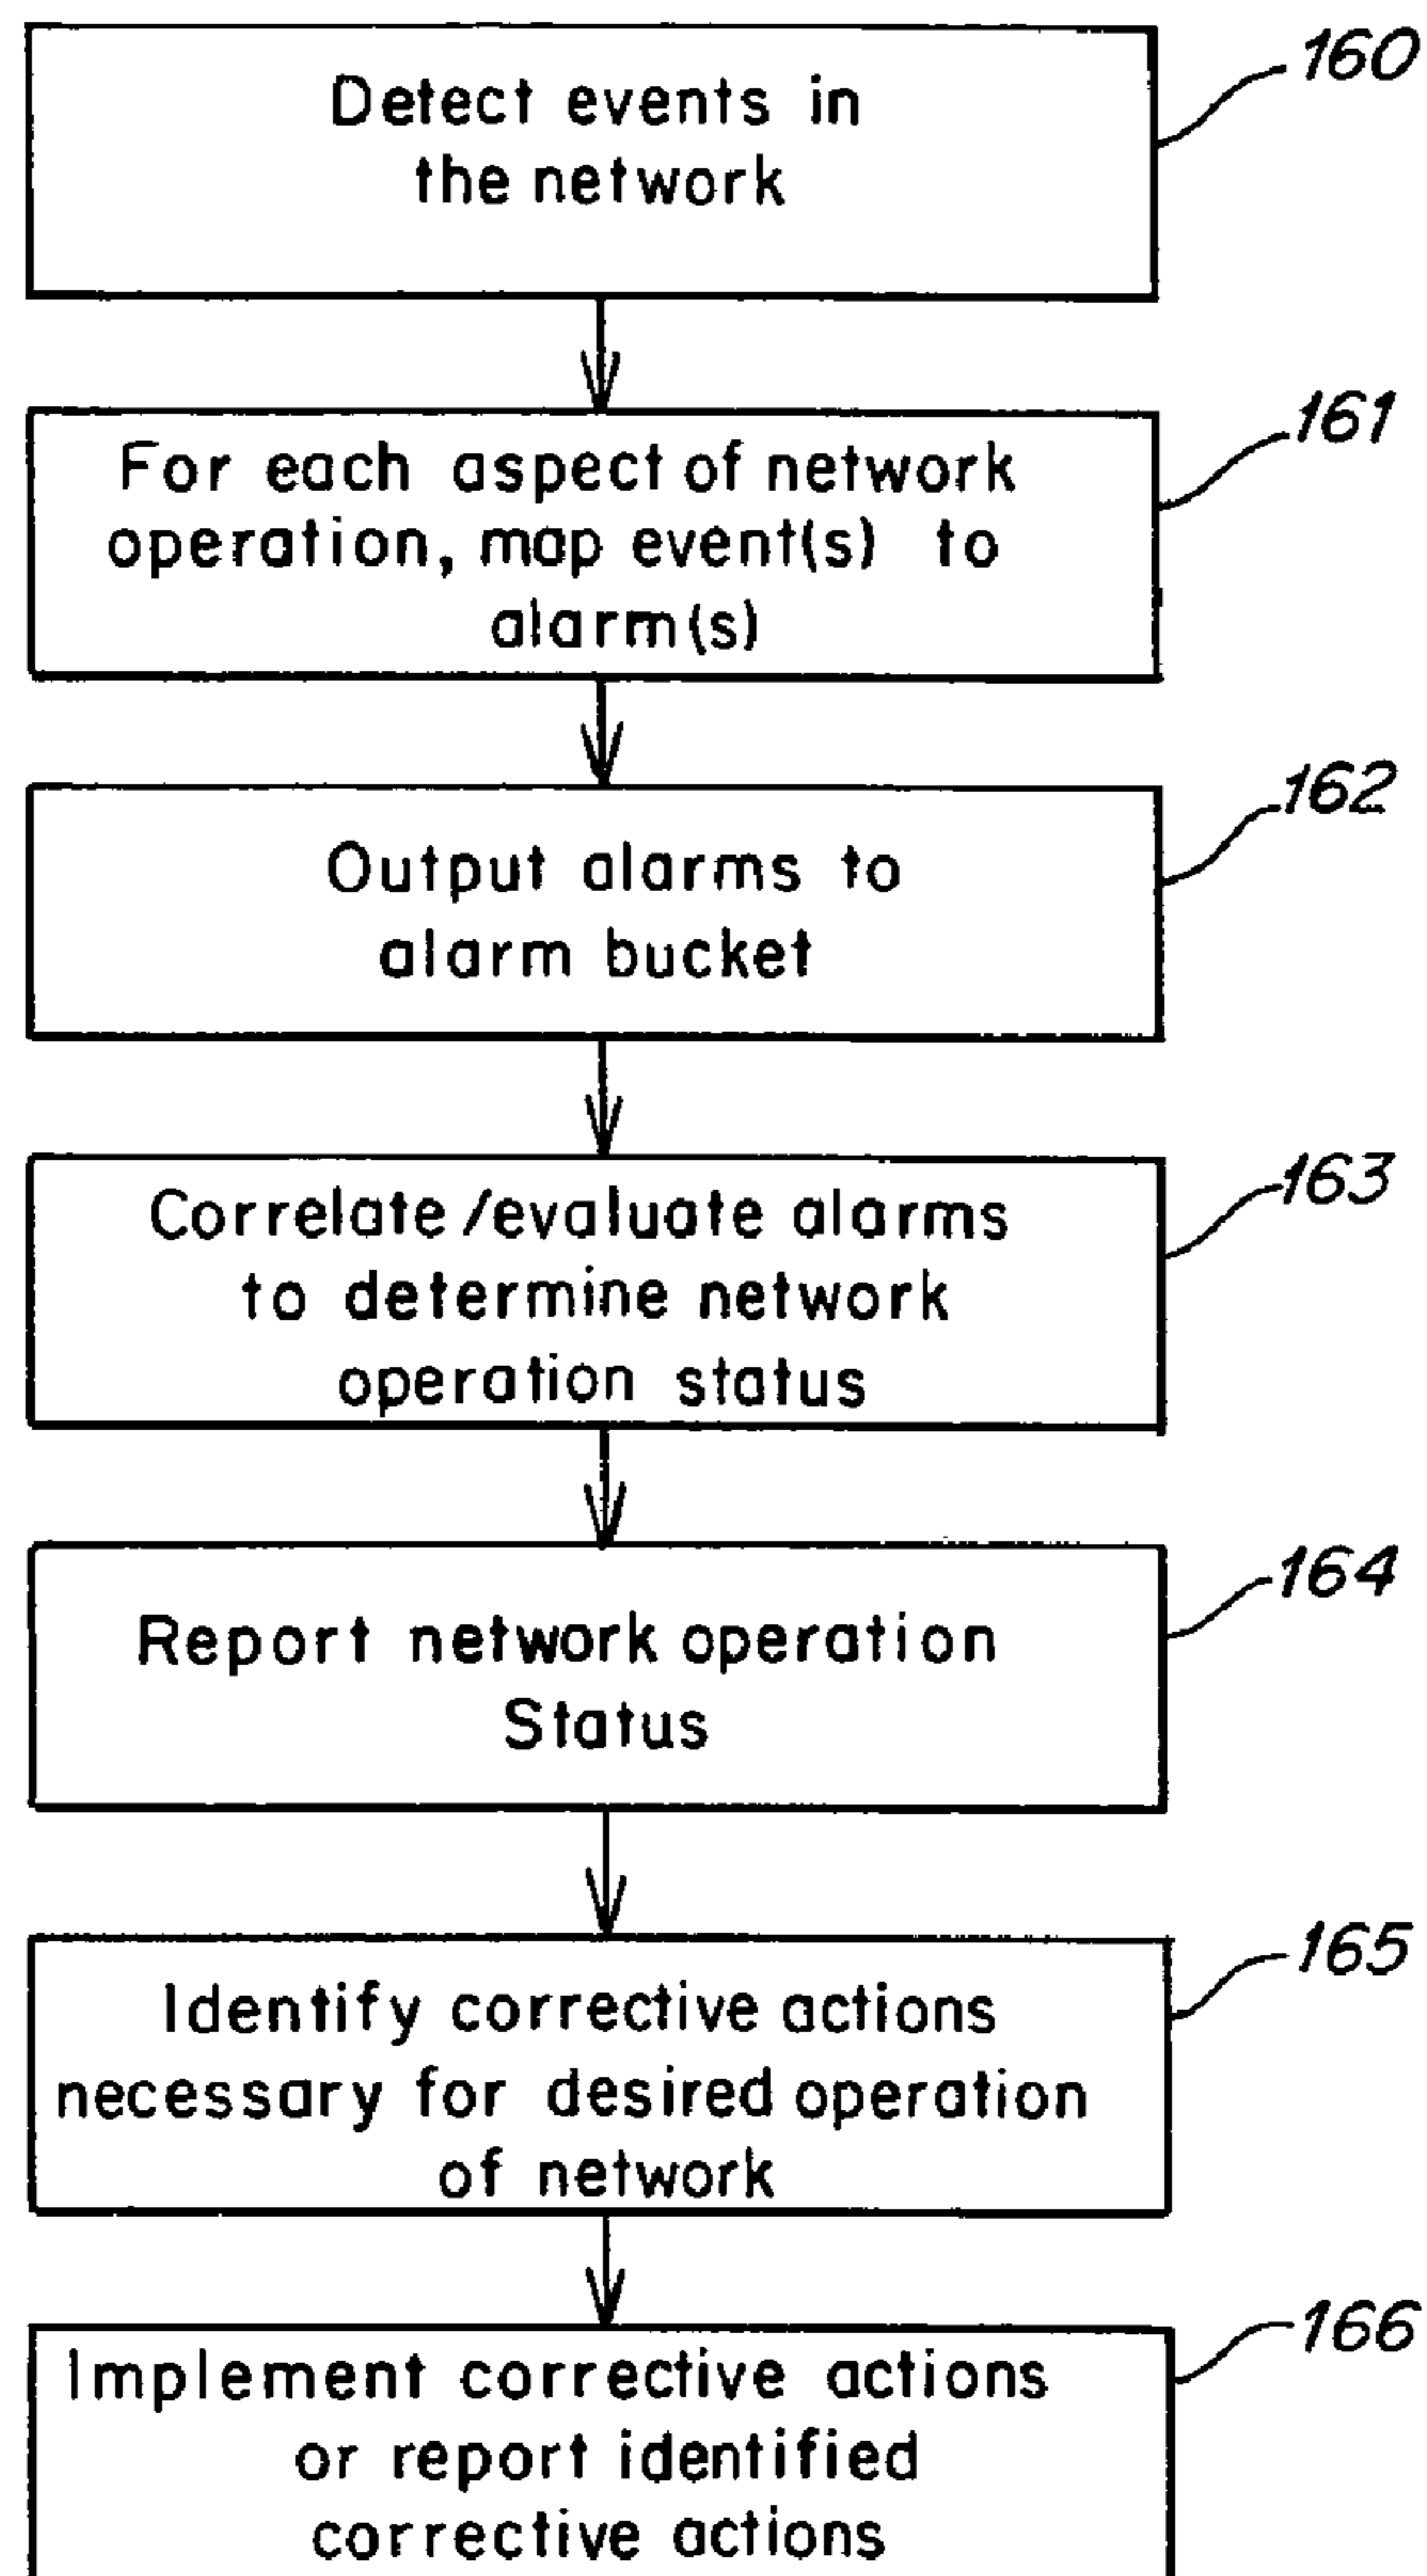 160
Detect events in
the network
161
For each aspect of network
operation, map event(s) to
alarm(s)
162
Output alarms to
alarm bucket
163
Correlate/evaluate alarms
to determine network
operation status
164
Report network operation
Status
165
Identify corrective actions
necessary for desired operation
of network
166
Implement corrective actions
or report identified
corrective actions